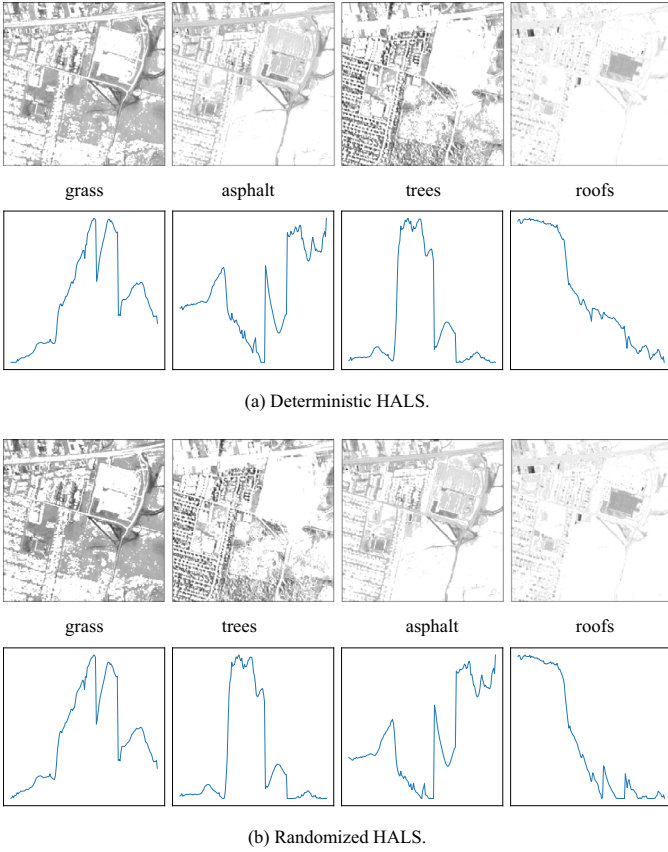 grass asphalt trees roofs
(a) Deterministic HALS.
grass trees asphalt roofs
(b) Randomized HALS.